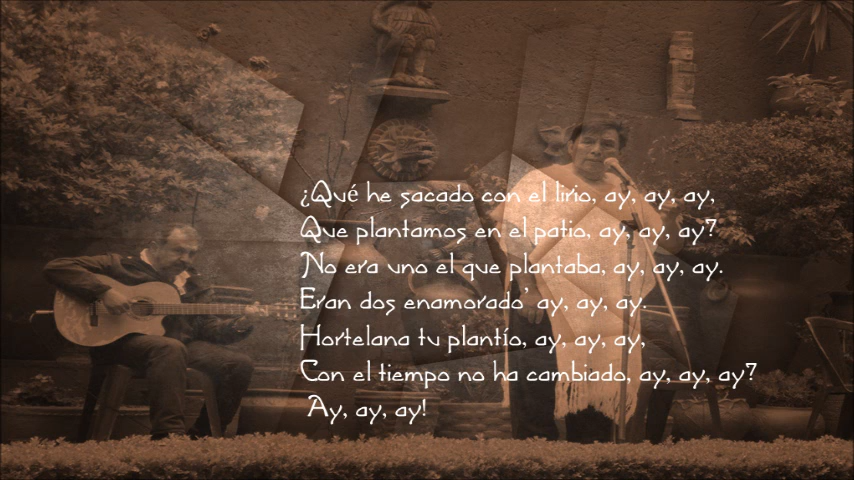 ¿Qué he sacado con el lirio, ay, ay, ay,
Que plantamos en el patio, ay, ay, ay?
No era uno el que plantaba, ay, ay, ay.
Eran dos enamorado' ay, ay, ay.
Hortelana tu plantío, ay, ay, ay,
Con el tiempo no ha cambiado, ay, ay, ay?
Ay, ay, ay!